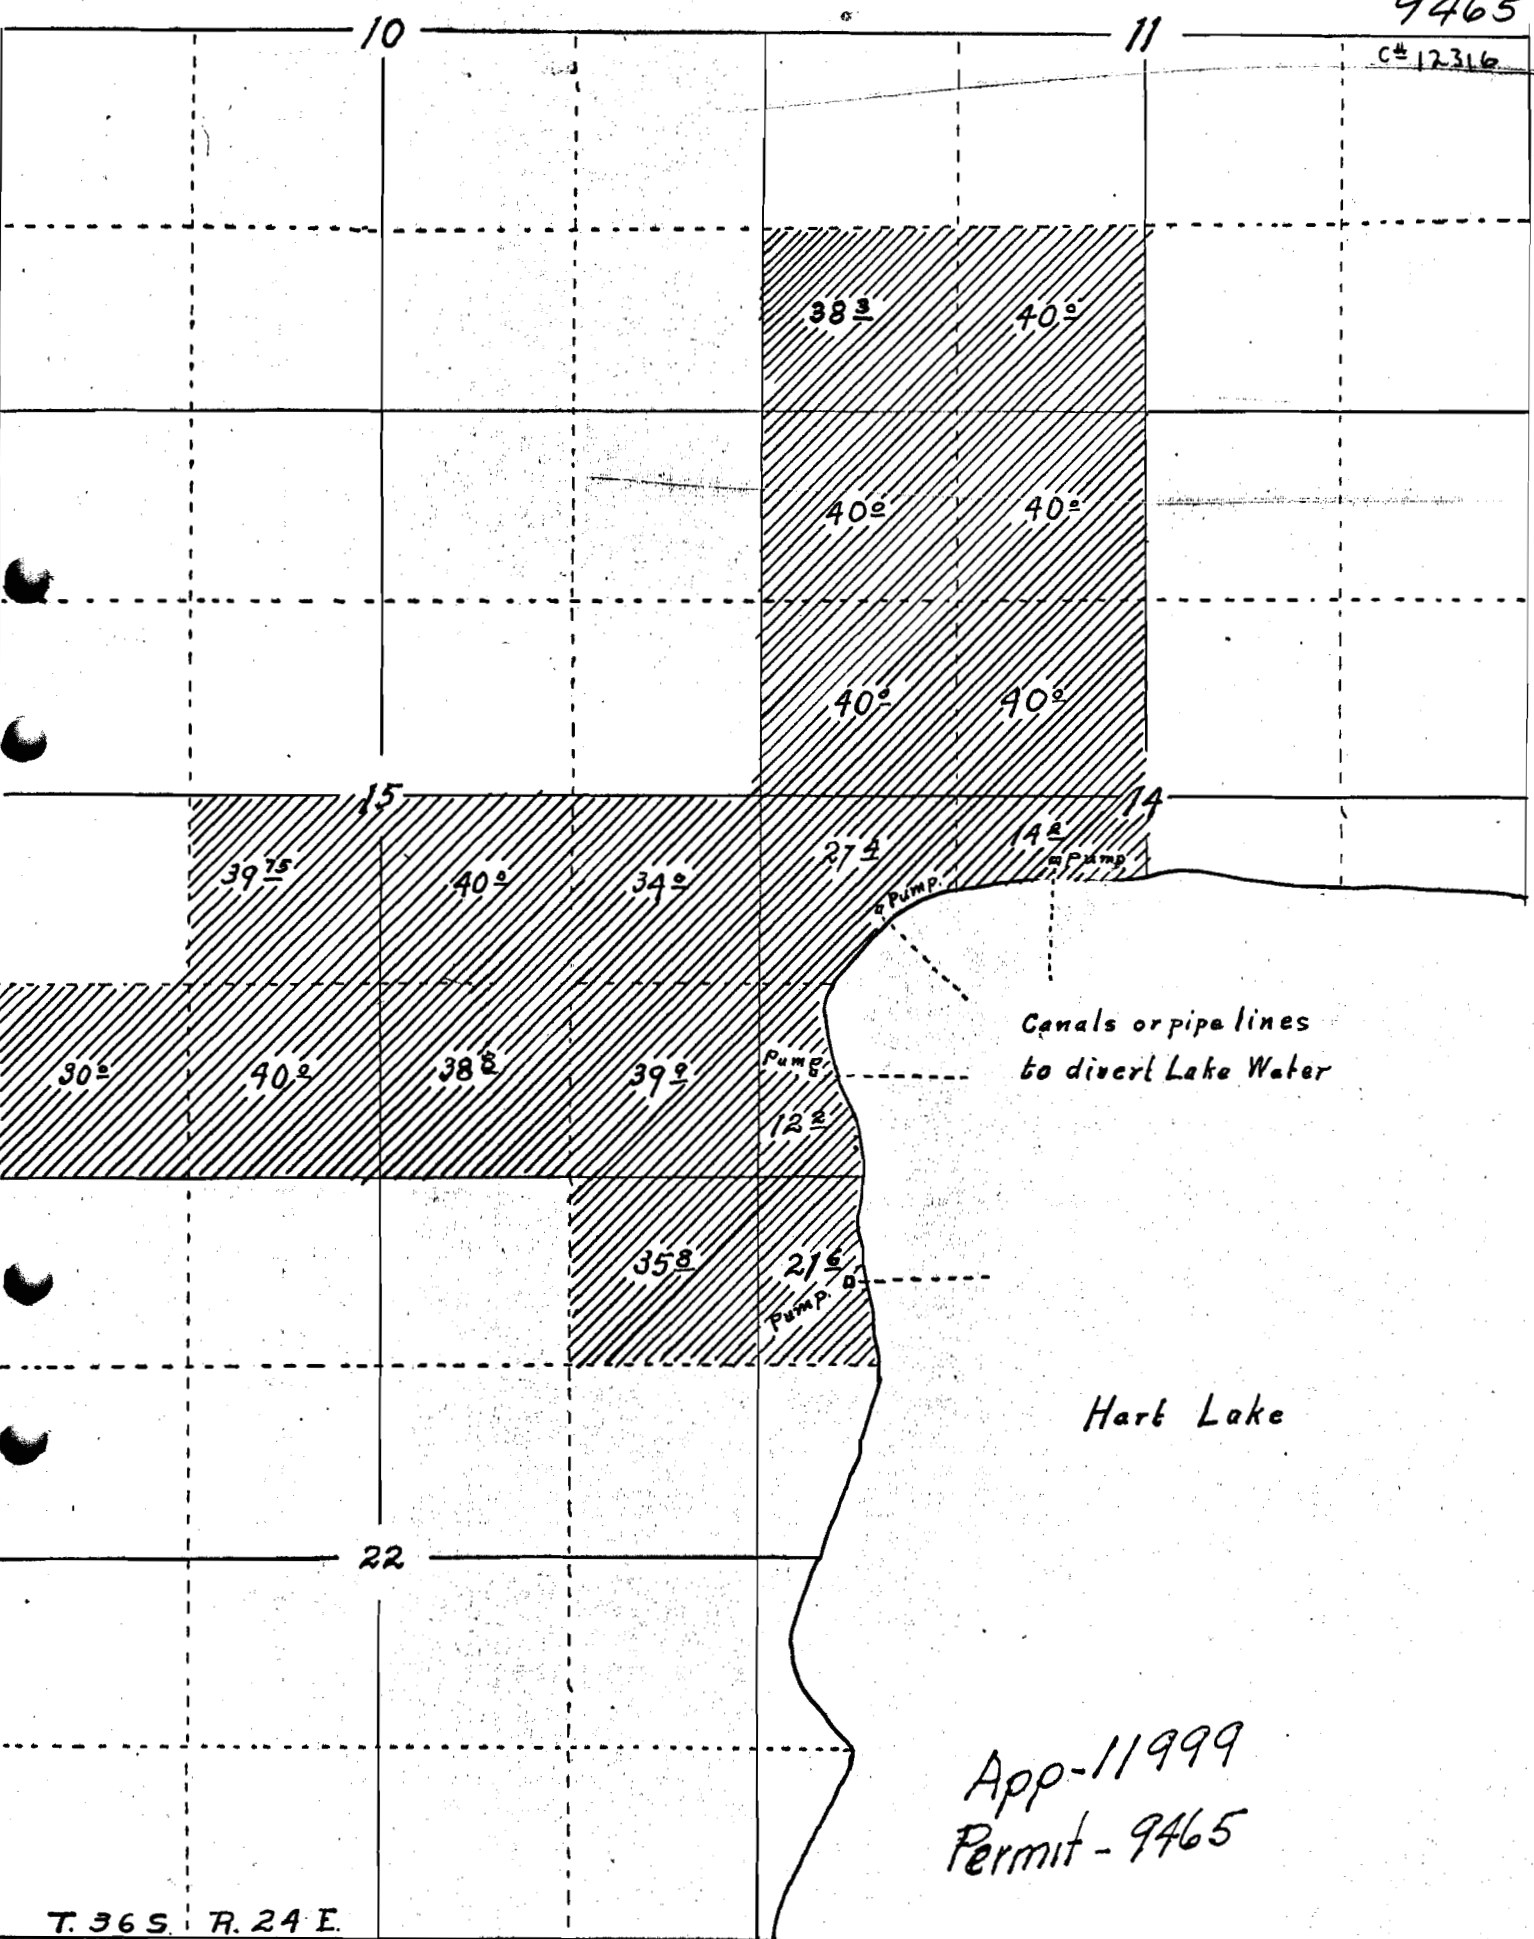 9465
10 11
C# 12316
38 3 40 0
40 0 40 0
40 0 40 0
15 14
39 75 40 0 34 0 27 4 14 2
Pump
Pump.
Canals or pipe lines
to divert Lake Water
30 0 40 0 38 8 39 9 Pump
12 2
35 8 21 6
Pump.
Hart Lake
22
App-11999
Permit-9465
T. 36 S. R. 24 E.